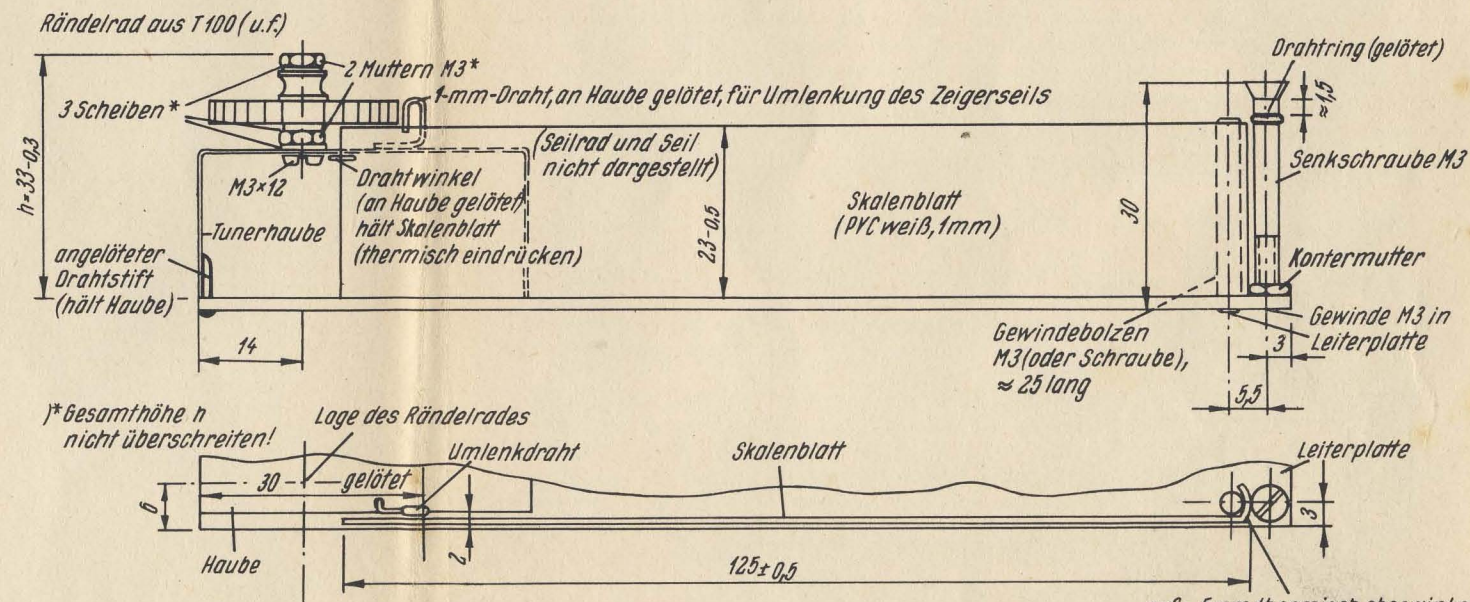 Rändelrad aus T 100 (u.f.)
2 Muttern M3*
3 Scheiben*
1-mm-Draht, an Haube gelötet, für Umlenkung des Zeigerseils
Drahtring (gelötet)
≈1,5
h=33-0,3
(Seilrad und Seil
nicht dargestellt)
M3×12
Drahtwinkel
(an Haube gelötet)
hält Skalenblatt
(thermisch eindrücken)
Tunerhaube
23-0,5
Skalenblatt
(PVC weiß, 1mm)
30
Senkschraube M3
angelöteter
Drahtstift
(hält Haube)
Kontermutter
14
Gewindebolzen
M3 (oder Schraube),
≈ 25 lang
Gewinde M3 in
Leiterplatte
3
5,5
)* Gesamthöhe h
nicht überschreiten!
Lage des Rändelrades
Umlenkdraht
Skalenblatt
Leiterplatte
30
gelötet
6
3
Haube
2
125±0,5